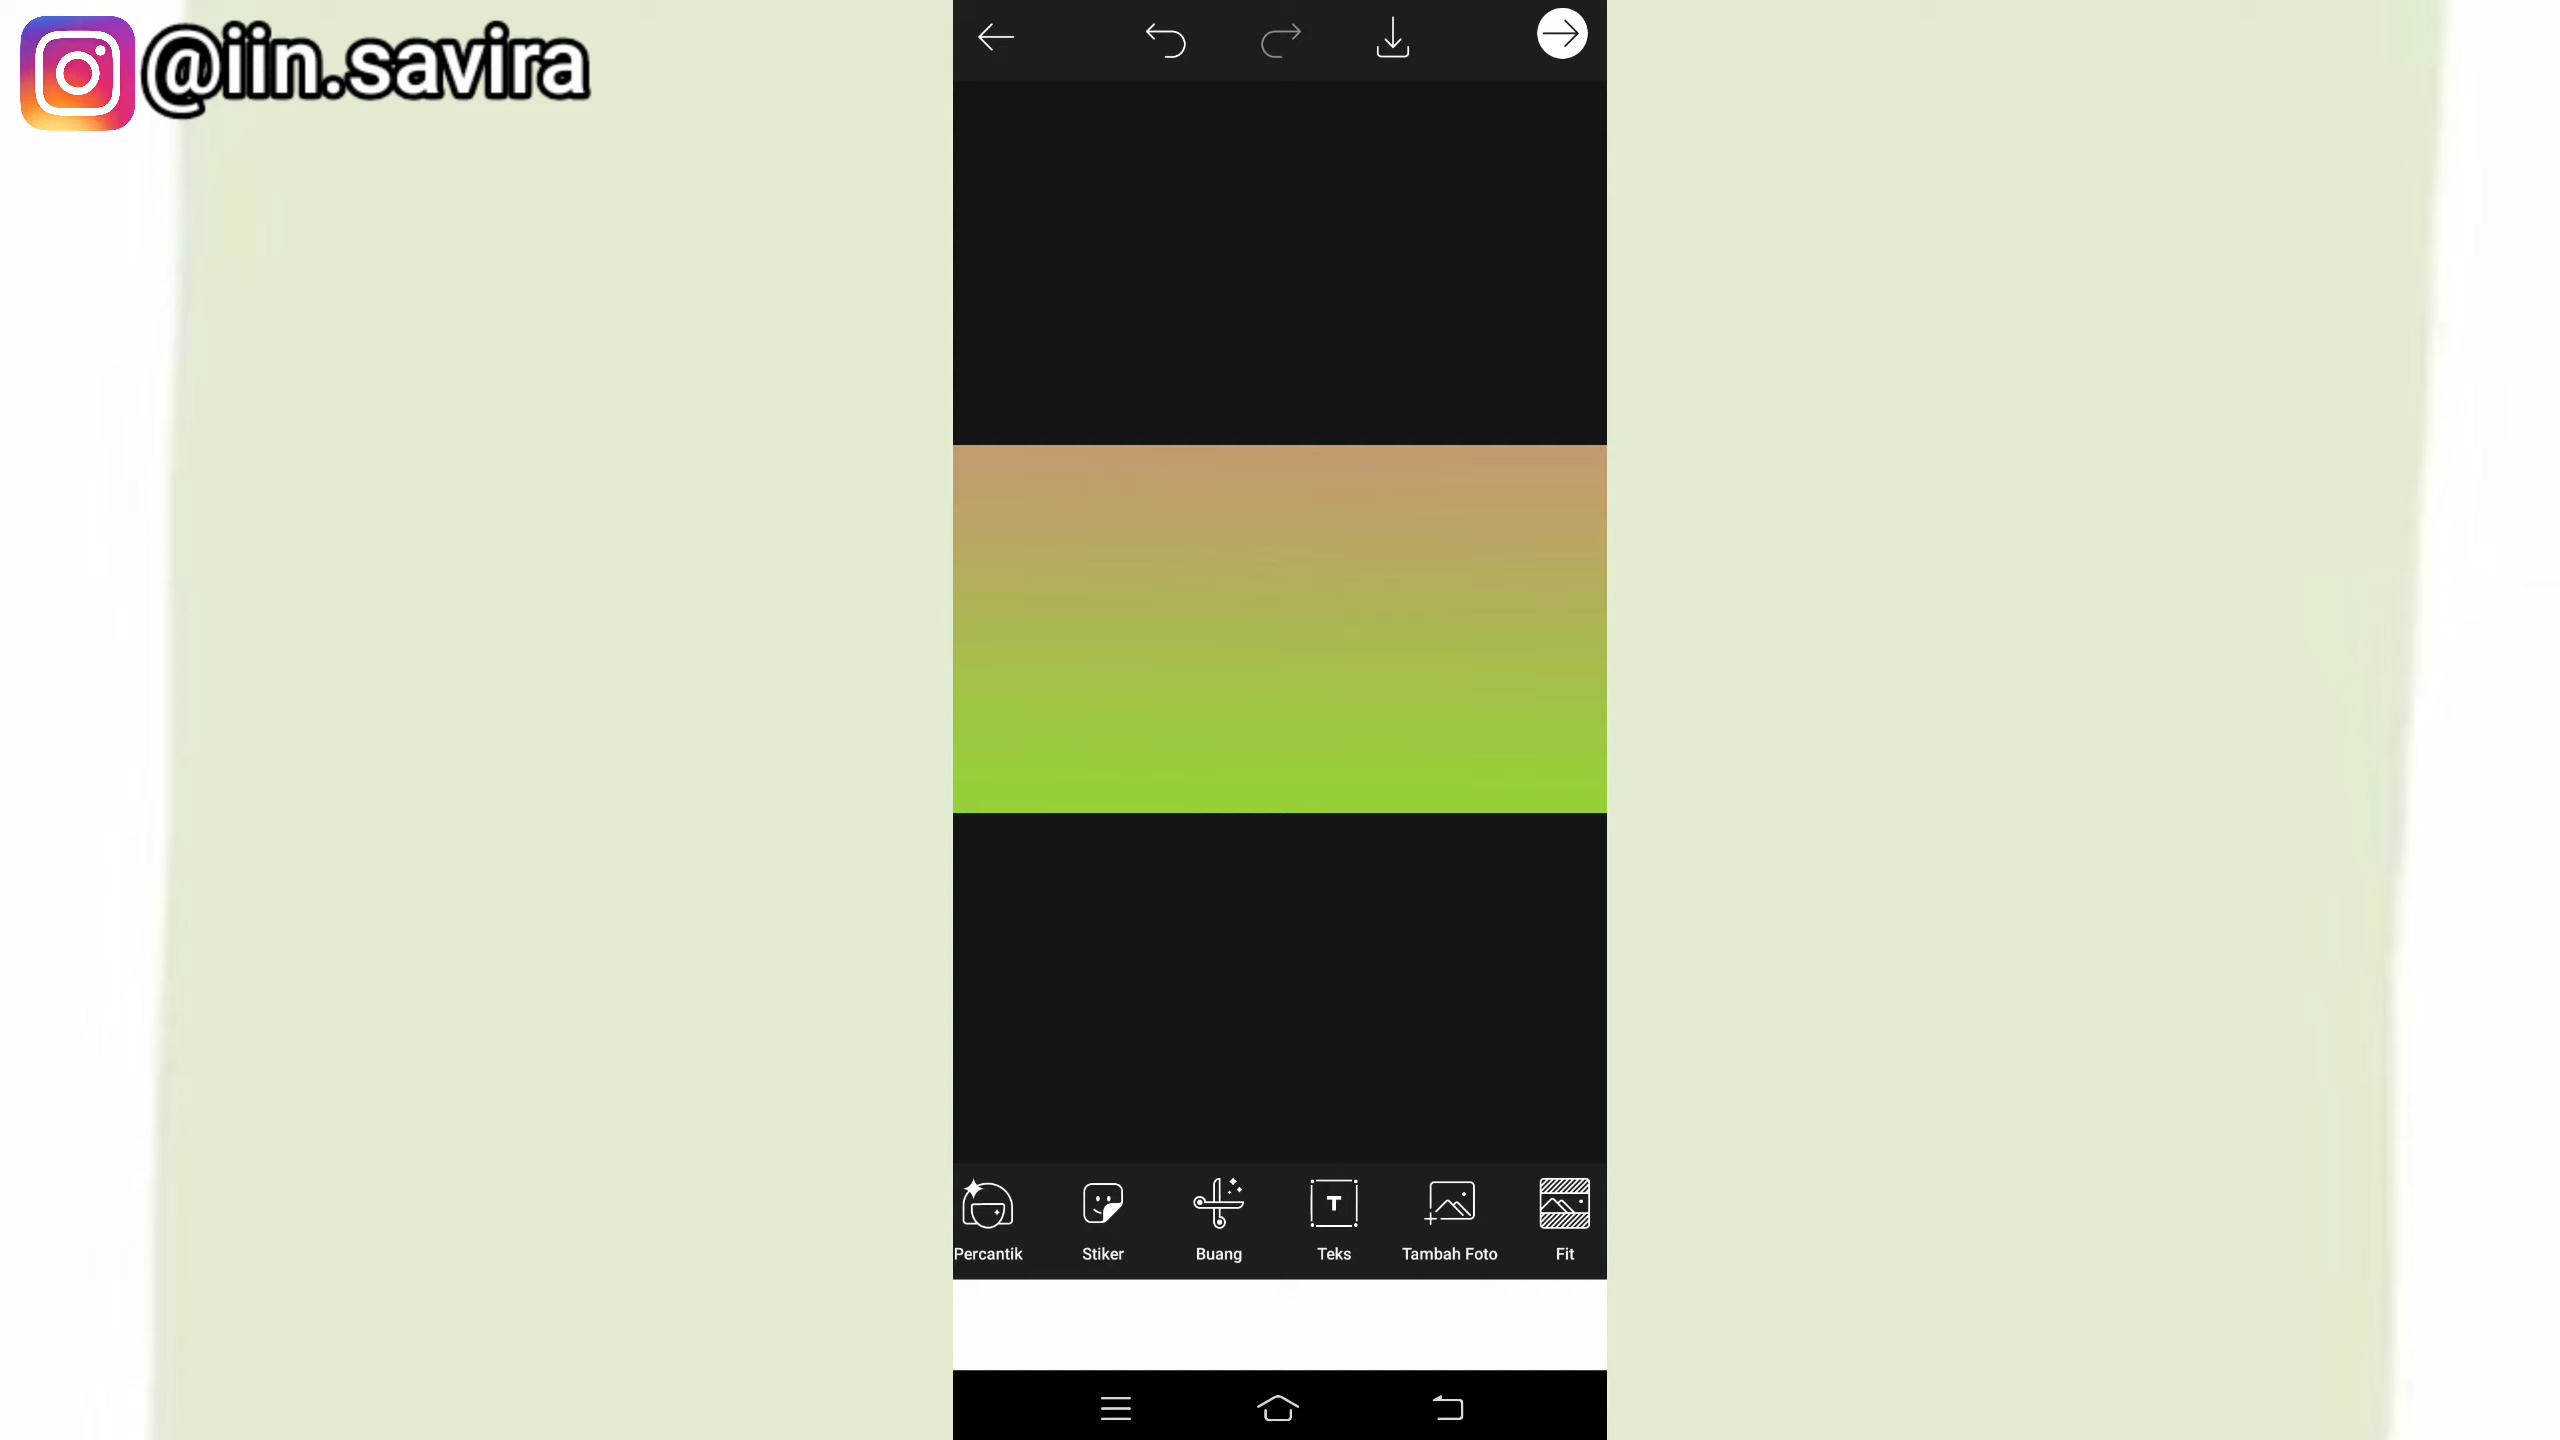 @iin.savira
T
Percantik
Stiker
Buang
Teks
Tambah Foto
Fit